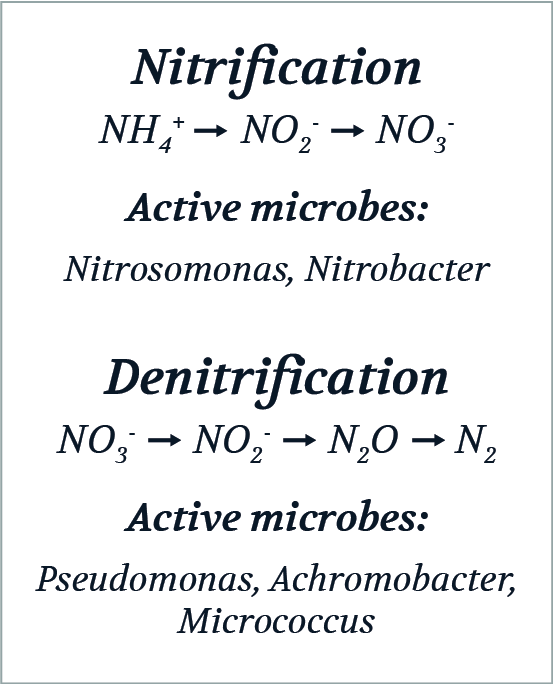 Nitrification
NH₄⁺ → NO₂⁻ → NO₃⁻
Active microbes:
Nitrosomonas, Nitrobacter
Denitrification
NO₃⁻ → NO₂⁻ → N₂O → N₂
Active microbes:
Pseudomonas, Achromobacter,
Micrococcus